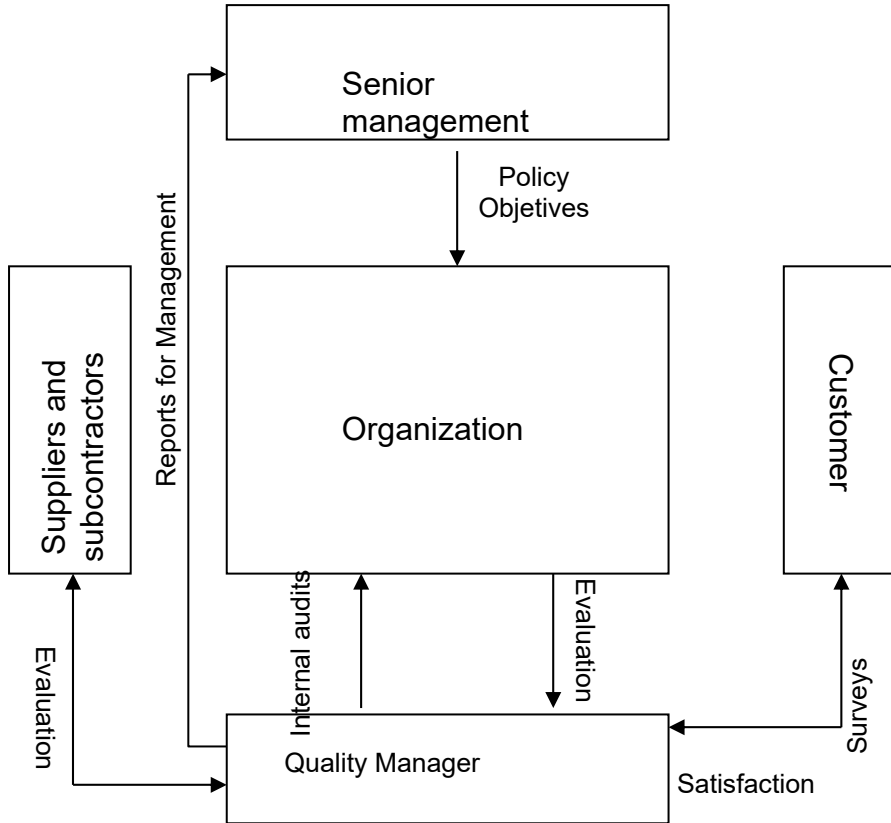 Senior
management
Policy
Objetives
Reports for Management
Suppliers and
subcontractors
Organization
Customer
Internal audits
Evaluation
Evaluation
Surveys
Quality Manager
Satisfaction